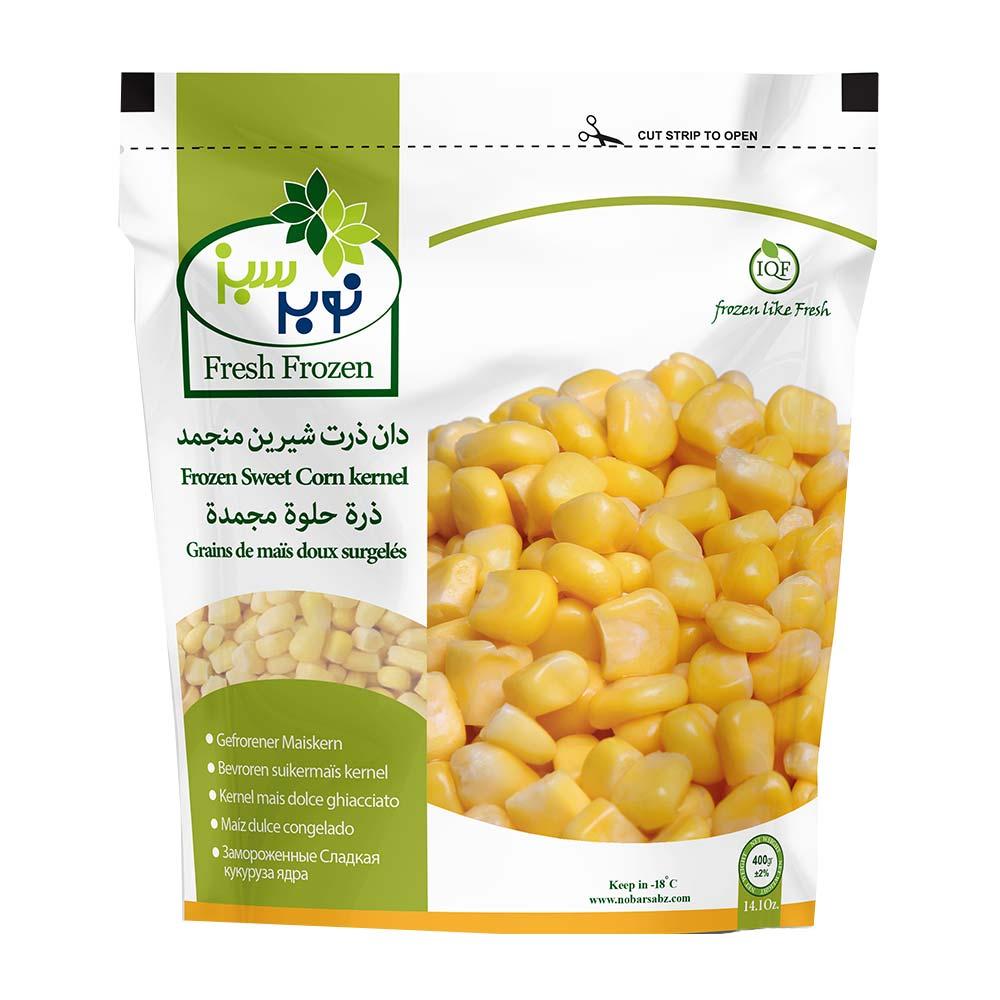 CUT STRIP TO OPEN
IQF
frozen like Fresh
نوبر سبز
Fresh Frozen
دان ذرت شیرین منجمد
Frozen Sweet Corn kernel
ذرة حلوة مجمدة
Grains de maïs doux surgelés
• Gefrorener Maiskern
• Bevroren suikermaïs kernel
• Kernel mais dolce ghiacciato
• Maíz dulce congelado
• Замороженные Сладкая
кукуруза ядра
Keep in -18°C
www.nobarsabz.com
NET WEIGHT
400gr
±2%
14.1Oz.